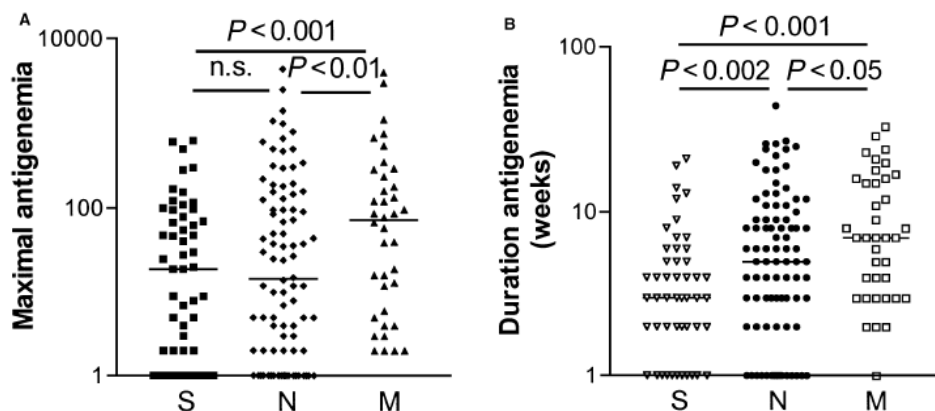 A
Maximal antigenemia
10000
100
1
P < 0.001
n.s.
P < 0.01
S
N
M
B
Duration antigenemia
(weeks)
100
10
1
P < 0.001
P < 0.002
P < 0.05
S
N
M